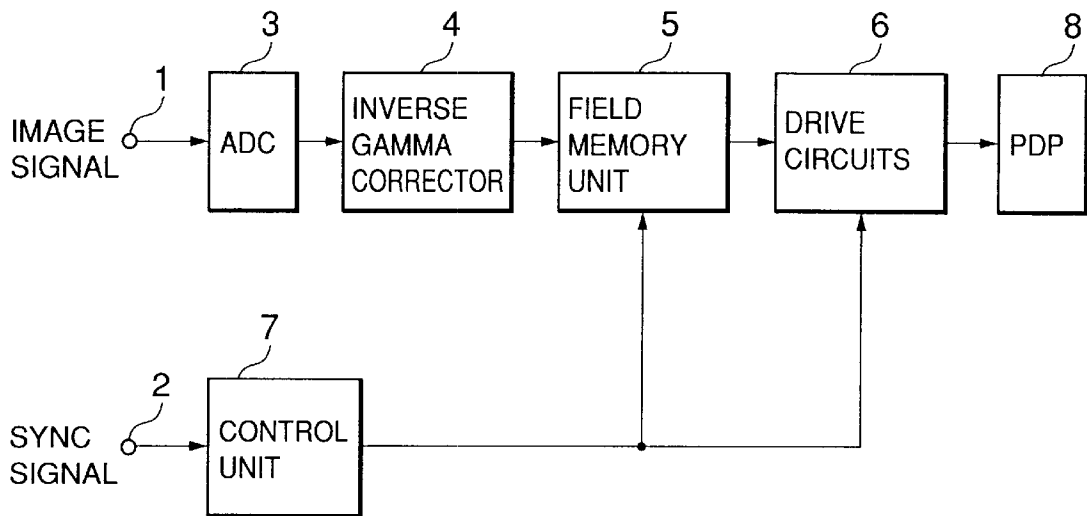 3
4
5
6
8
1
IMAGE
SIGNAL
ADC
INVERSE
GAMMA
CORRECTOR
FIELD
MEMORY
UNIT
DRIVE
CIRCUITS
PDP
7
2
SYNC
SIGNAL
CONTROL
UNIT